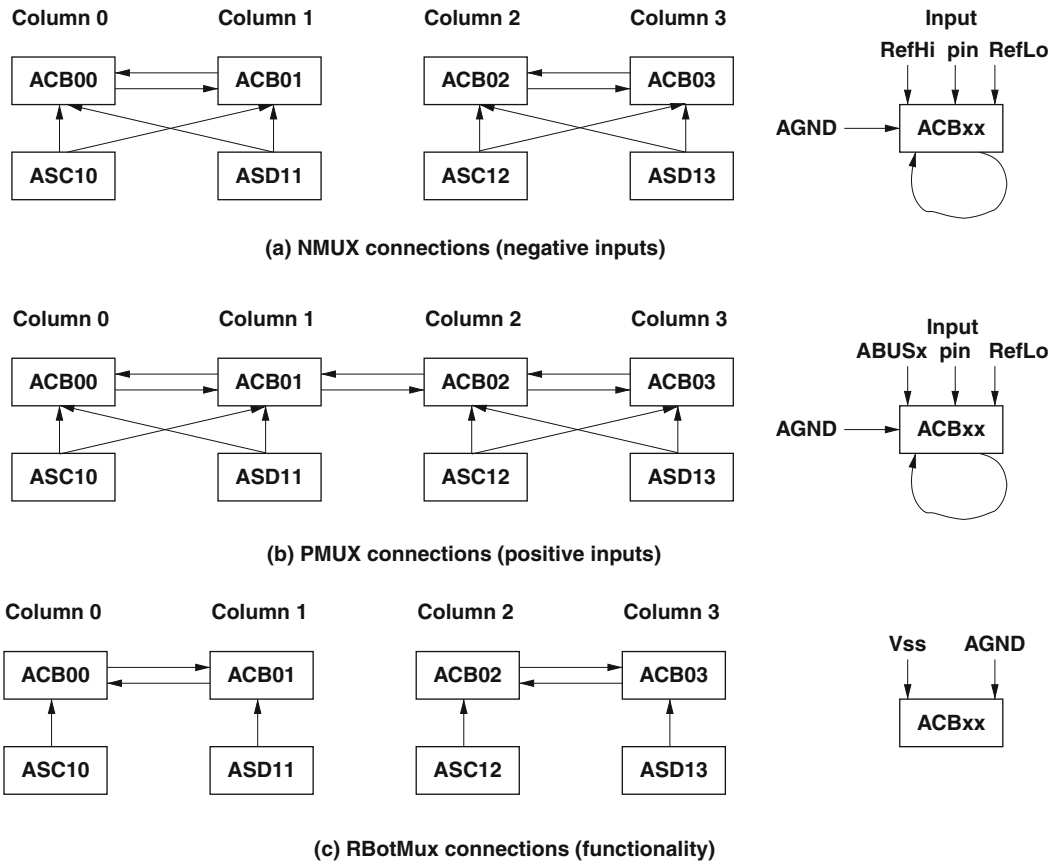 Column 0 Column 1 Column 2 Column 3 Input
RefHi pin RefLo
ACB00 ACB01 ACB02 ACB03
AGND ACBxx
ASC10 ASD11 ASC12 ASD13
(a) NMUX connections (negative inputs)
Column 0 Column 1 Column 2 Column 3
Input
ABUSx pin RefLo
ACB00 ACB01 ACB02 ACB03
AGND ACBxx
ASC10 ASD11 ASC12 ASD13
(b) PMUX connections (positive inputs)
Column 0 Column 1 Column 2 Column 3
Vss AGND
ACB00 ACB01 ACB02 ACB03
ACBxx
ASC10 ASD11 ASC12 ASD13
(c) RBotMux connections (functionality)